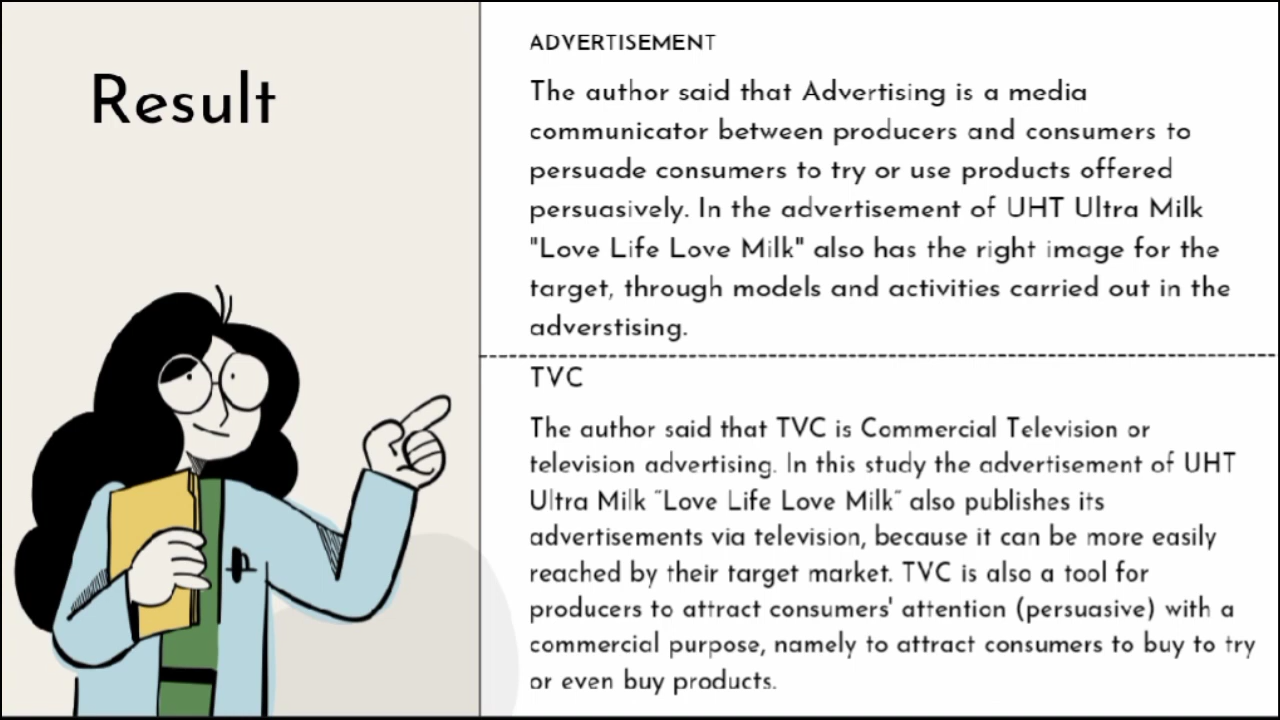 Result
ADVERTISEMENT
The author said that Advertising is a media
communicator between producers and consumers to
persuade consumers to try or use products offered
persuasively. In the advertisement of UHT Ultra Milk
"Love Life Love Milk" also has the right image for the
target, through models and activities carried out in the
adverstising.
TVC
The author said that TVC is Commercial Television or
television advertising. In this study the advertisement of UHT
Ultra Milk "Love Life Love Milk" also publishes its
advertisements via television, because it can be more easily
reached by their target market. TVC is also a tool for
producers to attract consumers' attention (persuasive) with a
commercial purpose, namely to attract consumers to buy to try
or even buy products.